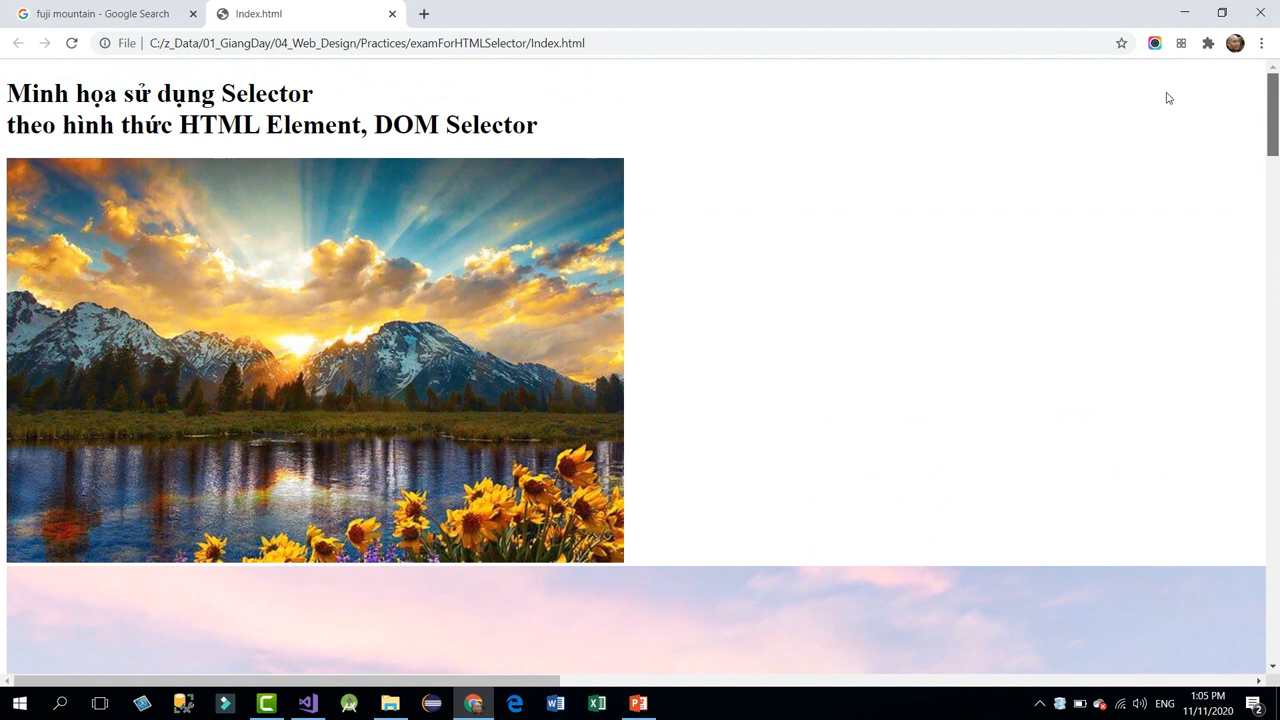 fuji mountain - Google Search
Index.html
File
C:/z_Data/01_GiangDay/04_Web_Design/Practices/examForHTMLSelector/Index.html
Minh họa sử dụng Selector
theo hình thức HTML Element, DOM Selector
ENG
1:05 PM
11/11/2020
2